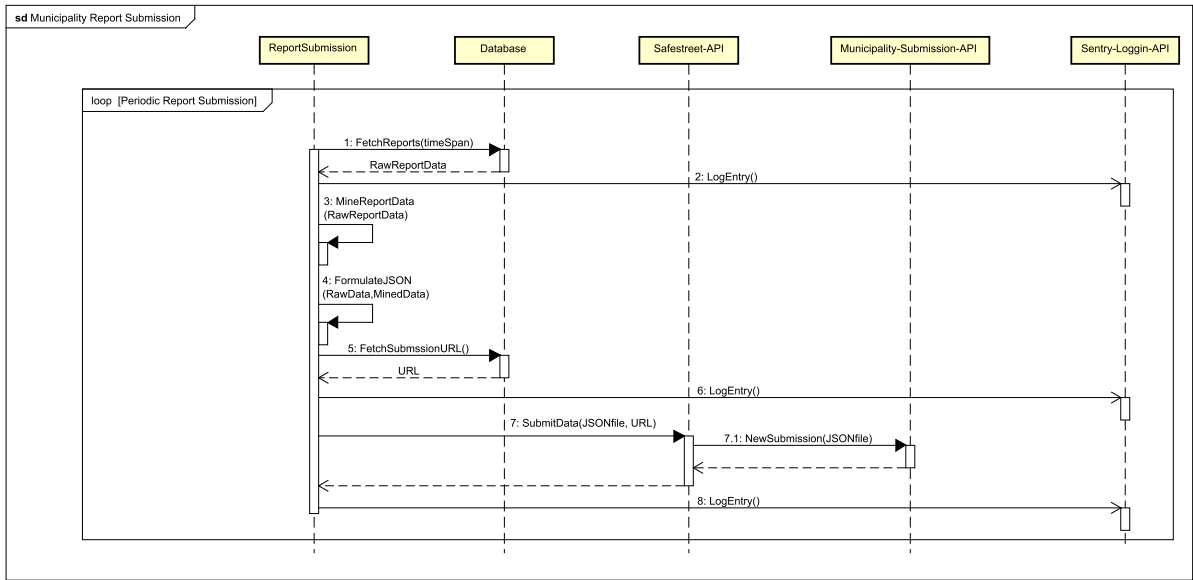 sd Municipality Report Submission
ReportSubmission
Database
Safestreet-API
Municipality-Submission-API
Sentry-Loggin-API
loop [Periodic Report Submission]
1: FetchReports(timeSpan)
RawReportData
2: LogEntry()
3: MineReportData
(RawReportData)
4: FormulateJSON
(RawData,MinedData)
5: FetchSubmssionURL()
URL
6: LogEntry()
7: SubmitData(JSONfile, URL)
7.1: NewSubmission(JSONfile)
8: LogEntry()